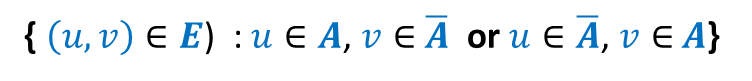 { (u, v) ∈ E) : u ∈ A, v ∈ A̅ or u ∈ A̅, v ∈ A}